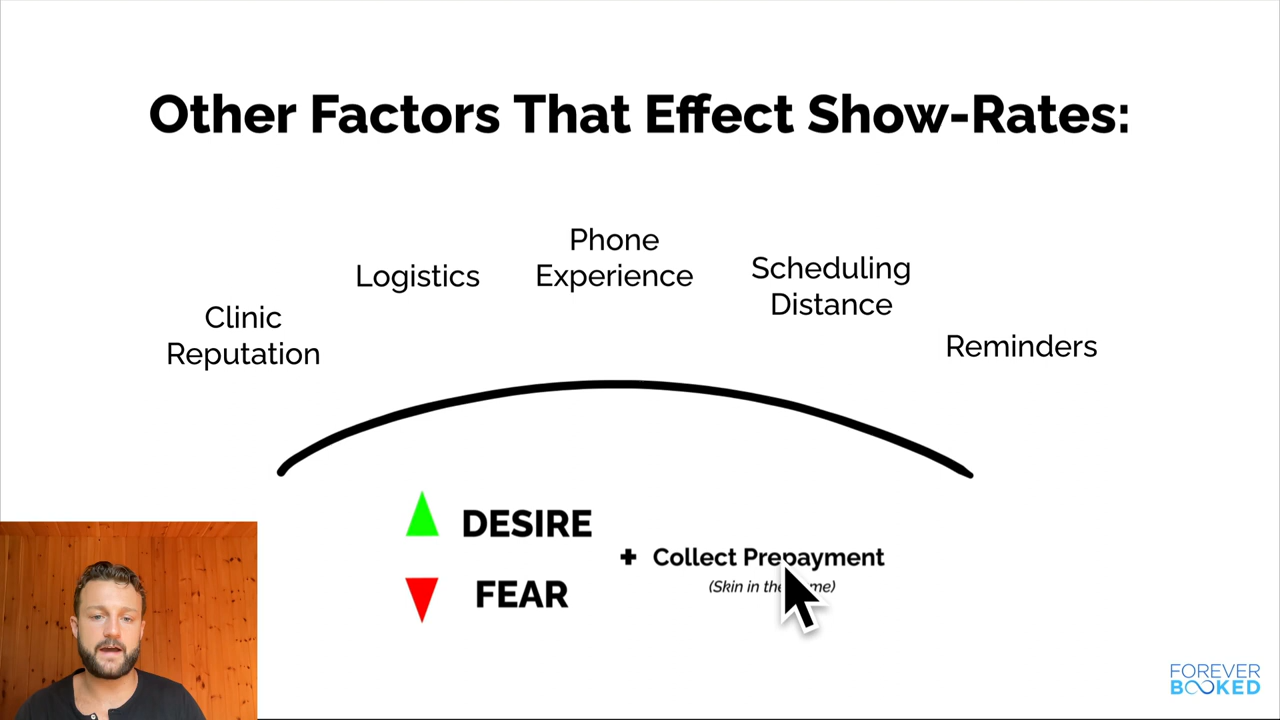 Other Factors That Effect Show-Rates:
Phone
Experience
Logistics
Scheduling
Distance
Clinic
Reputation
Reminders
DESIRE
+ Collect Prepayment
(Skin in the
FEAR
FOREVER
BOOKED